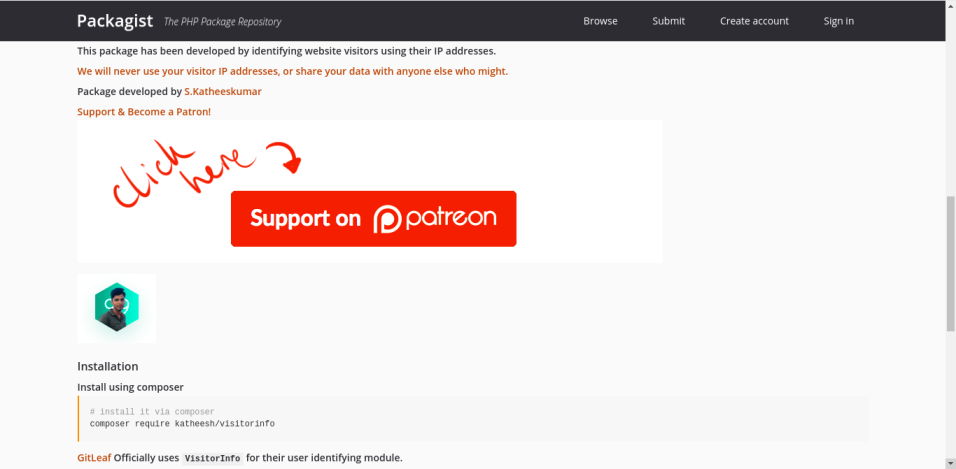 Packagist The PHP Package Repository Browse Submit Create account Sign in
This package has been developed by identifying website visitors using their IP addresses.
We will never use your visitor IP addresses, or share your data with anyone else who might.
Package developed by S.Katheeskumar
Support & Become a Patron!
click here
Support on patreon
Installation
Install using composer
# install it via composer
composer require katheesh/visitorinfo
GitLeaf Officially uses VisitorInfo for their user identifying module.